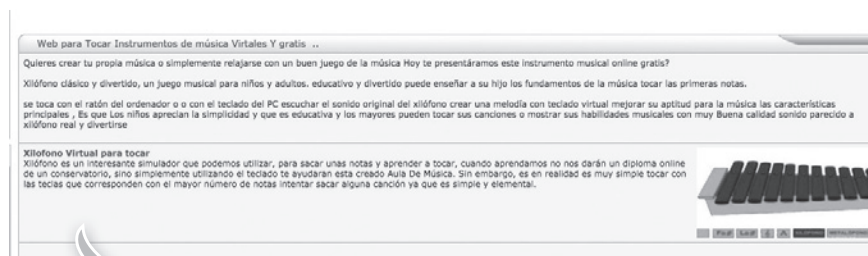 Web para Tocar Instrumentos de música Virtales Y gratis ..
Quieres crear tu propia música o simplemente relajarse con un buen juego de la música Hoy te presentáramos este instrumento musical online gratis?
Xilófono clásico y divertido, un juego musical para niños y adultos. educativo y divertido puede enseñar a su hijo los fundamentos de la música tocar las primeras notas.
se toca con el ratón del ordenador o o con el teclado del PC escuchar el sonido original del xilófono crear una melodía con teclado virtual mejorar su aptitud para la música las características
principales , Es que Los niños aprecian la simplicidad y que es educativa y los mayores pueden tocar sus canciones o mostrar sus habilidades musicales con muy Buena calidad sonido parecido a
xilófono real y divertirse
Xilofono Virtual para tocar
Xilófono es un interesante simulador que podemos utilizar, para sacar unas notas y aprender a tocar, cuando aprendamos no nos darán un diploma online
de un conservatorio, sino simplemente utilizando el teclado te ayudaran esta creado Aula De Música. Sin embargo, es en realidad es muy simple tocar con
las teclas que corresponden con el mayor número de notas intentar sacar alguna canción ya que es simple y elemental.